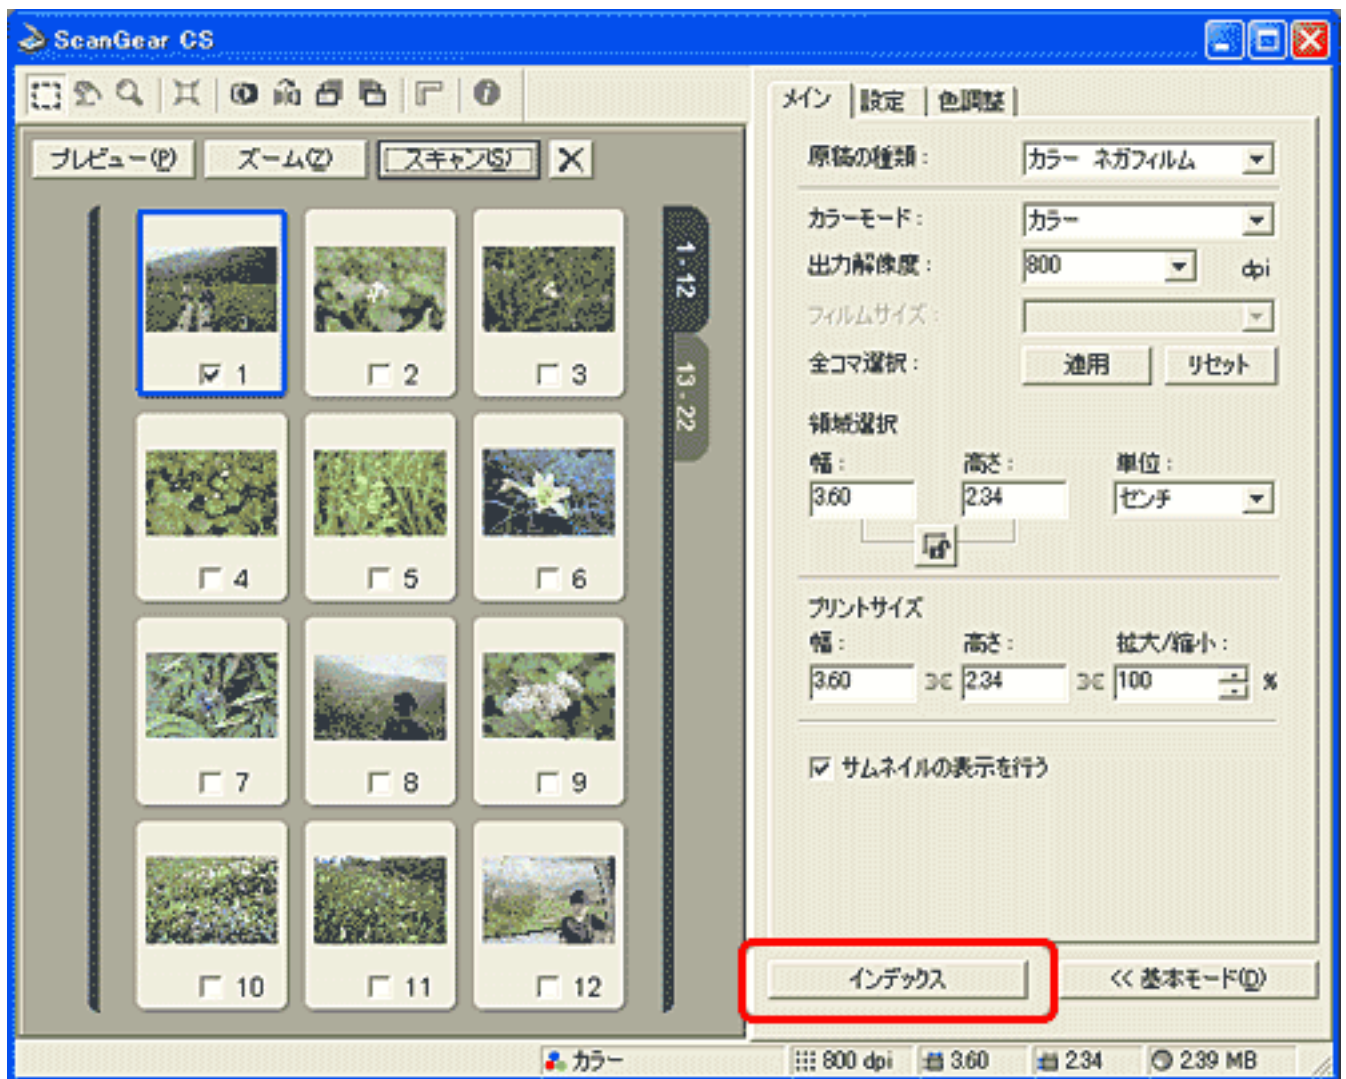 ScanGear CS
プレビュー(P) ズーム(Z) スキャン(S)
1 2 3
4 5 6
7 8 9
10 11 12
1 - 12
13 - 22
メイン 設定 色調整
原稿の種類: カラー ネガフィルム
カラーモード: カラー
出力解像度: 800 dpi
フィルムサイズ:
全コマ選択: 適用 リセット
領域選択
幅: 高さ: 単位:
3.60 2.34 センチ
プリントサイズ
幅: 高さ: 拡大/縮小:
3.60 2.34 100 %
サムネイルの表示を行う
インデックス << 基本モード(D)
カラー 800 dpi 3.60 2.34 2.39 MB